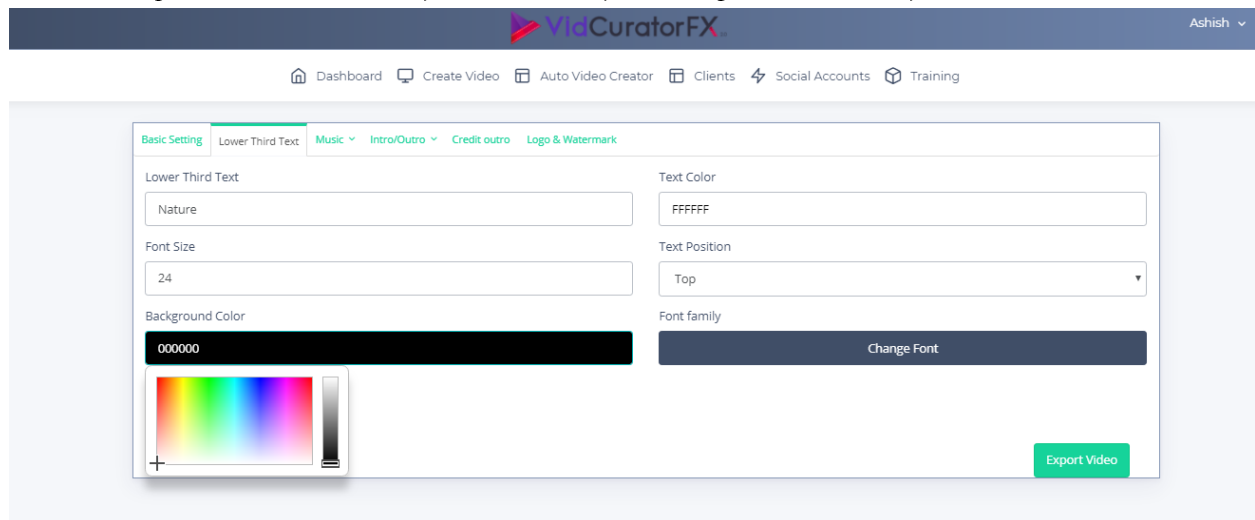 VidCuratorFX
Ashish
Dashboard Create Video Auto Video Creator Clients Social Accounts Training
Basic Setting Lower Third Text Music Intro/Outro Credit outro Logo & Watermark
Lower Third Text Text Color
Nature FFFFFF
Font Size Text Position
24 Top
Background Color Font family
000000 Change Font
Export Video